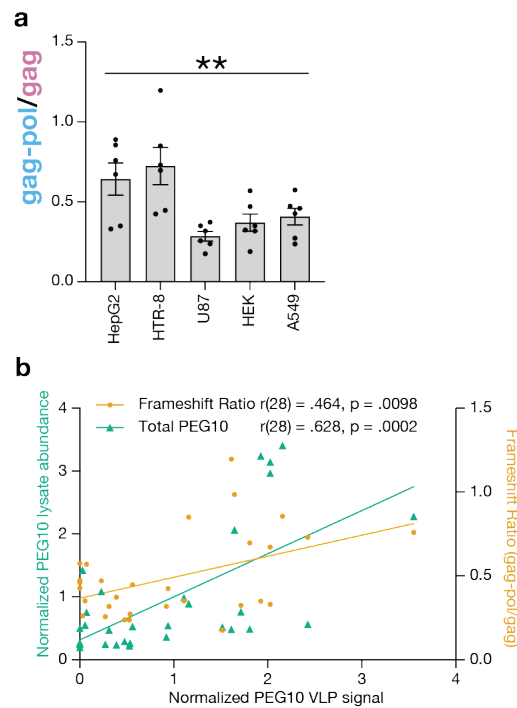 a
gag-pol/gag
1.5
1.0
0.5
0.0
**
HepG2
HTR-8
U87
HEK
A549
b
Frameshift Ratio r(28) = .464, p = .0098
Total PEG10 r(28) = .628, p = .0002
Normalized PEG10 lysate abundance
4
3
2
1
0
1.5
1.0
0.5
0.0
Frameshift Ratio (gag-pol/gag)
0 1 2 3 4
Normalized PEG10 VLP signal